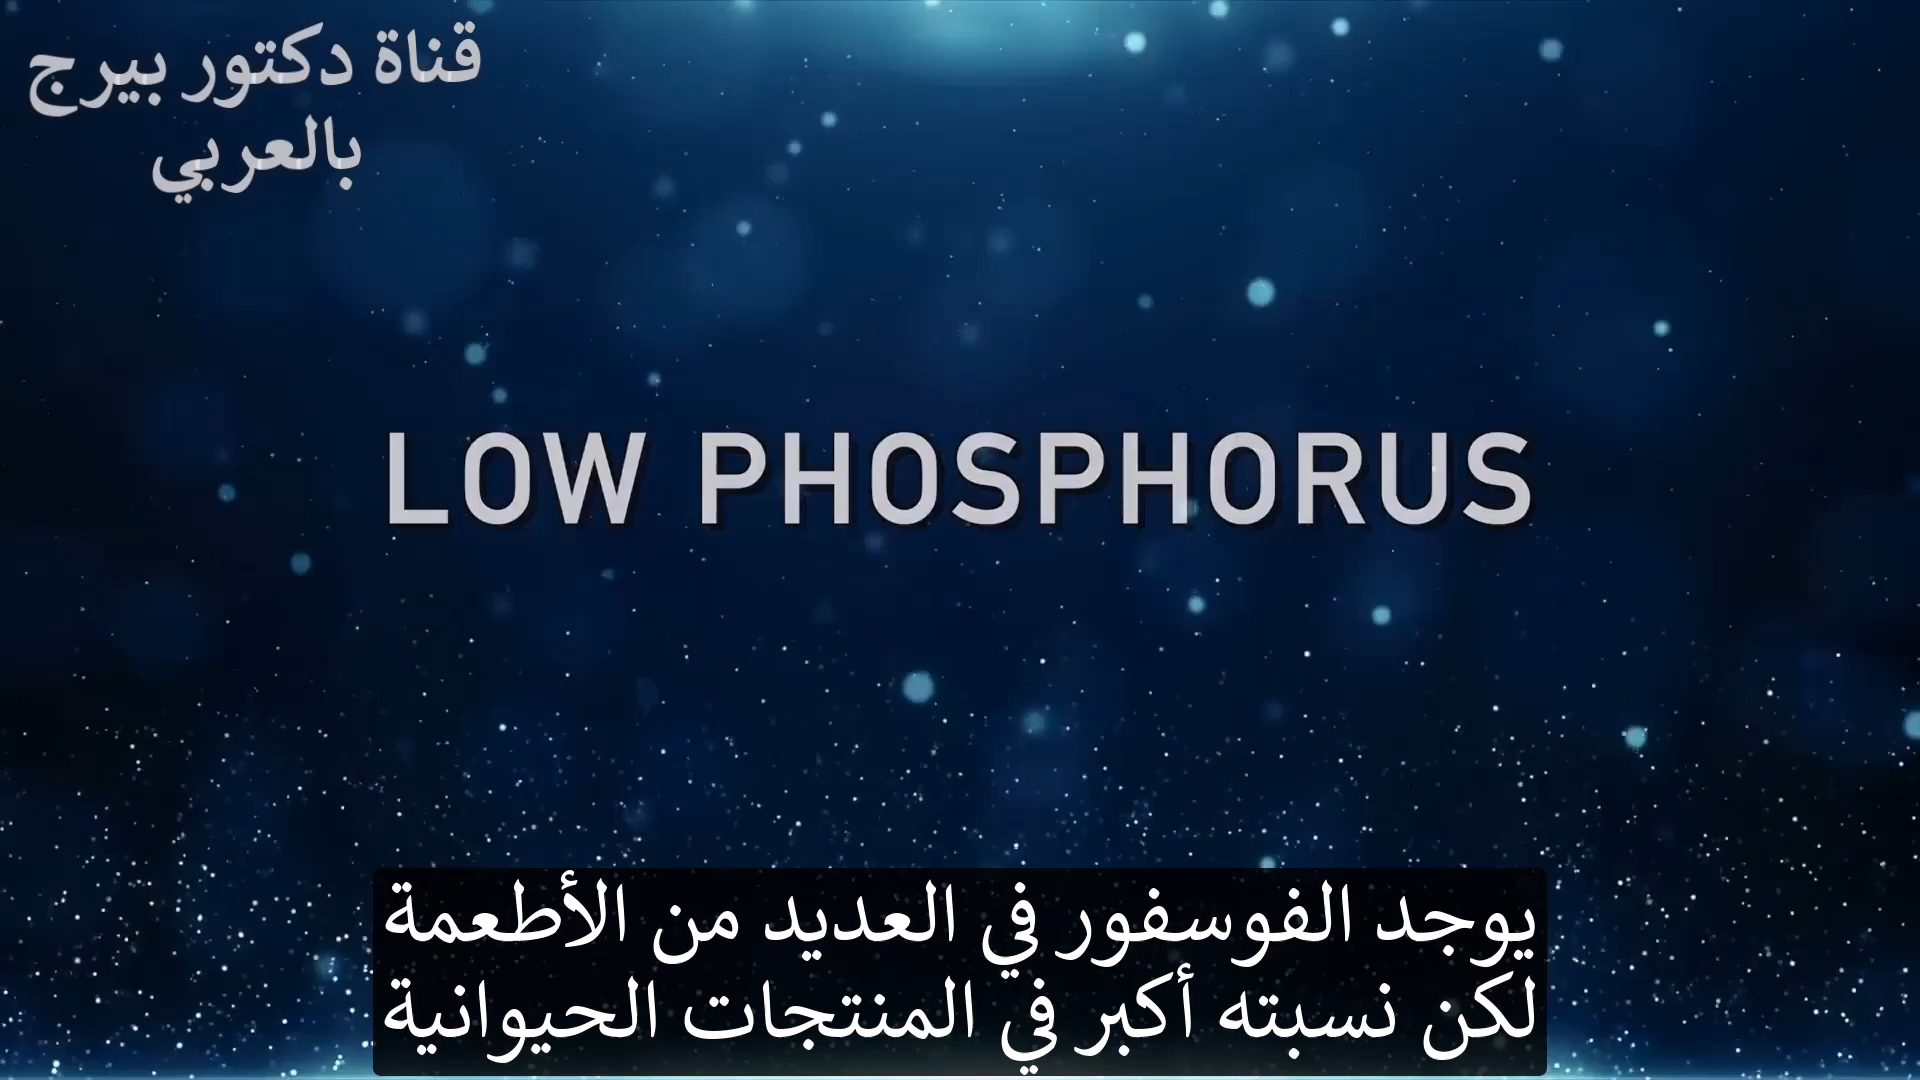 قناة دكتور بيرج
بالعربي
LOW PHOSPHORUS
يوجد الفوسفور في العديد من الأطعمة
لكن نسبته أكبر في المنتجات الحيوانية